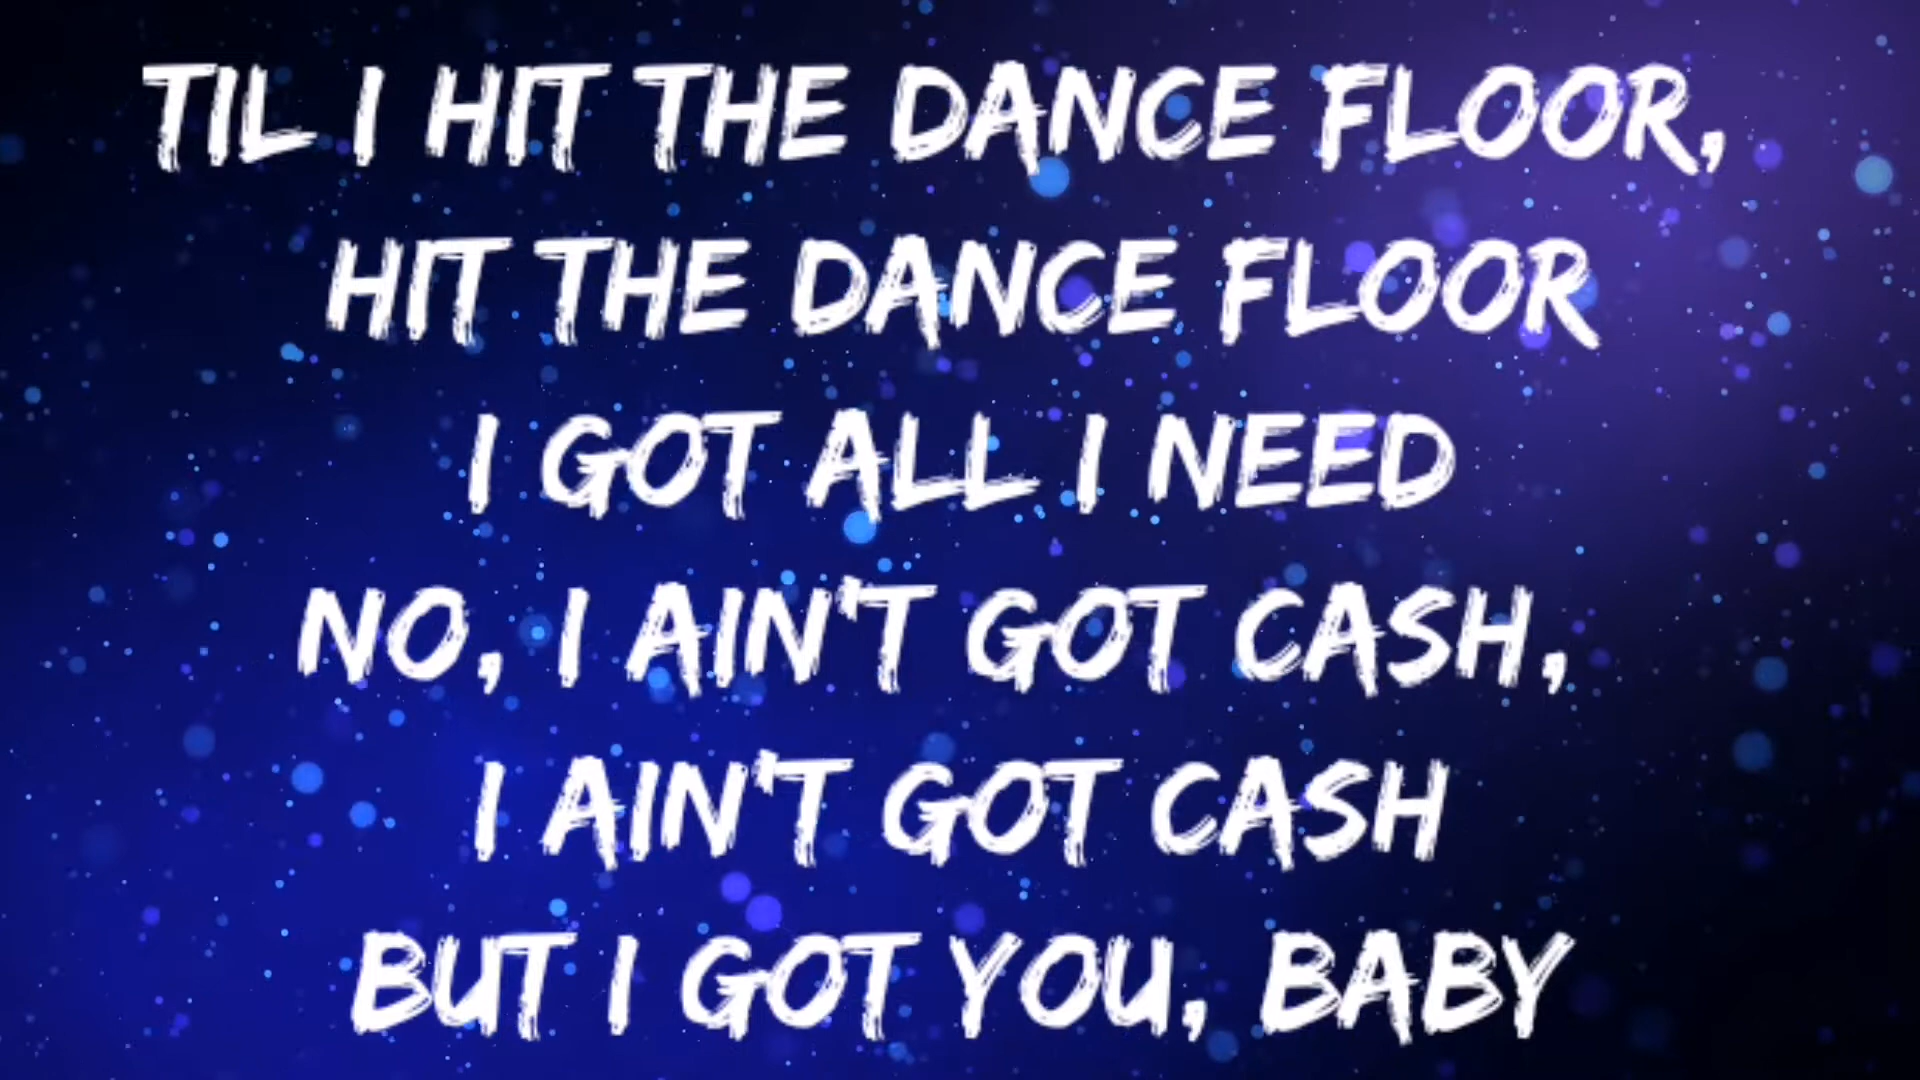 TIL I HIT THE DANCE FLOOR,
HIT THE DANCE FLOOR
I GOT ALL I NEED
NO, I AIN'T GOT CASH,
I AIN'T GOT CASH
BUT I GOT YOU, BABY